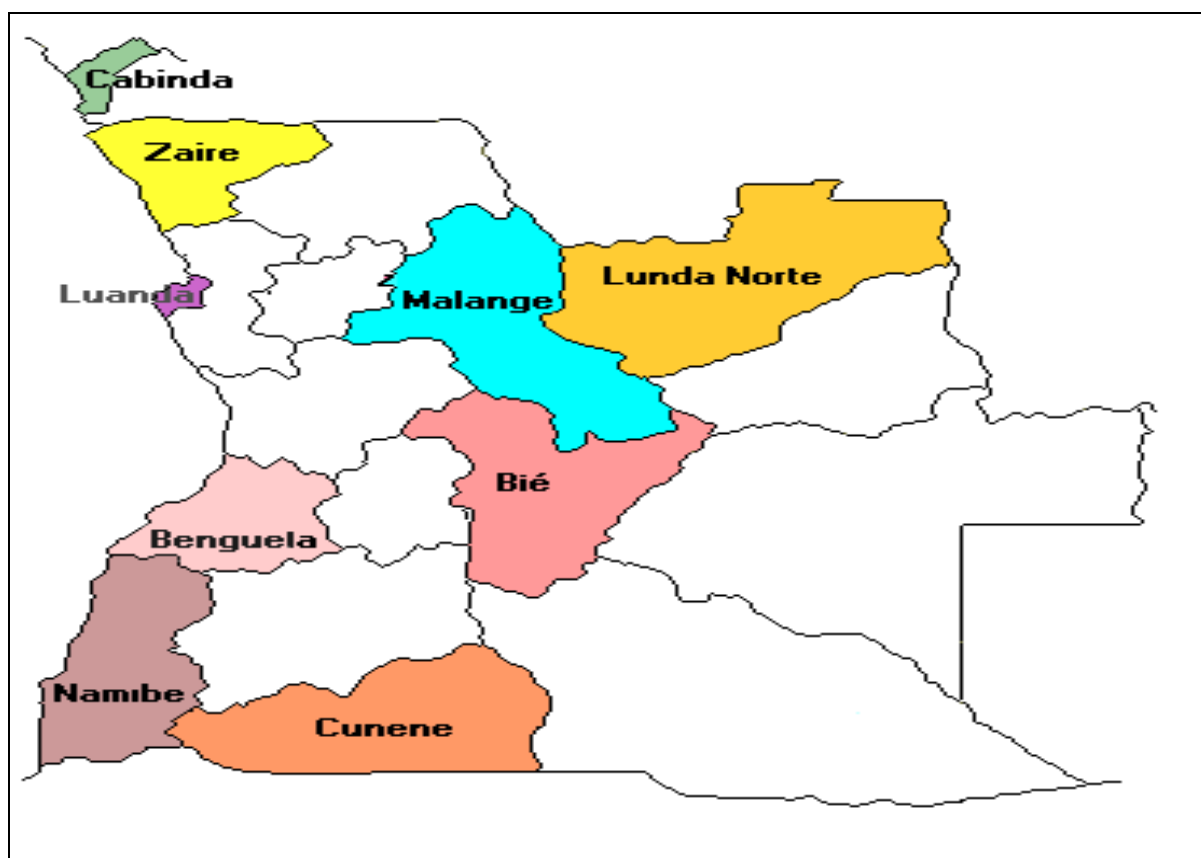 Cabinda
Zaire
Luanda
Malange
Lunda Norte
Bié
Benguela
Namibe
Cunene